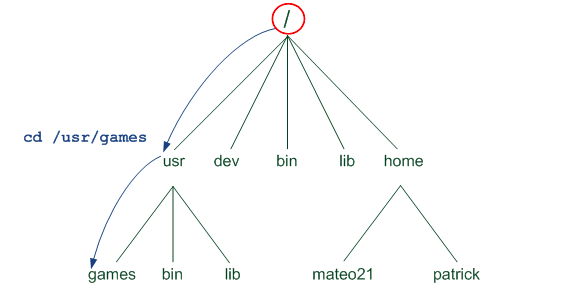 /
cd /usr/games
usr dev bin lib home
games bin lib mateo21 patrick